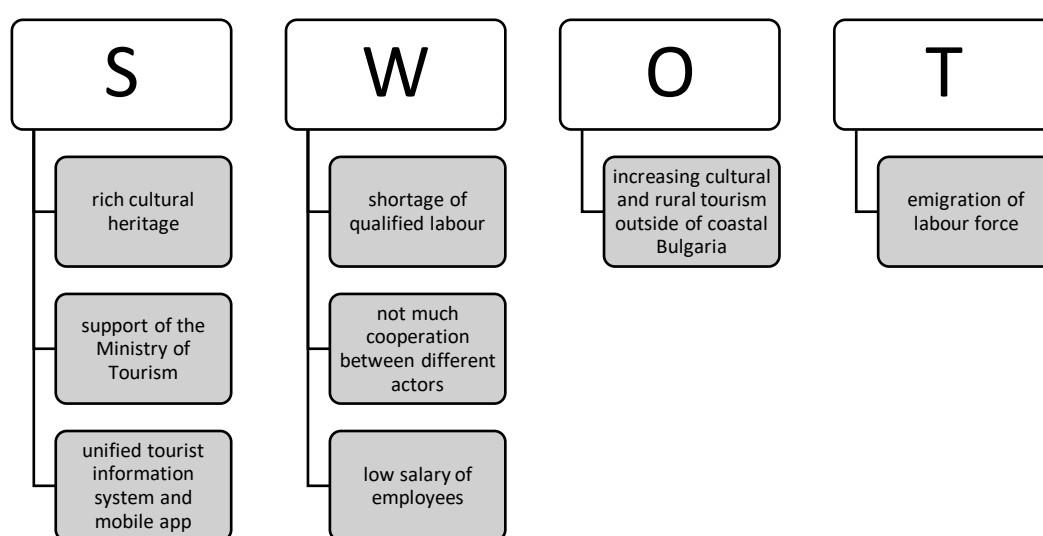 S
rich cultural
heritage
support of the
Ministry of
Tourism
unified tourist
information
system and
mobile app
W
shortage of
qualified labour
not much
cooperation
between different
actors
low salary of
employees
O
increasing cultural
and rural tourism
outside of coastal
Bulgaria
T
emigration of
labour force